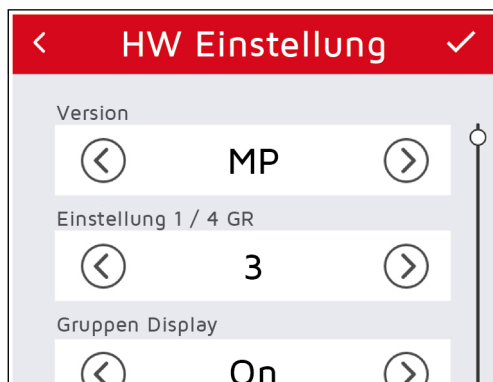 HW Einstellung
Version
MP
Einstellung 1 / 4 GR
3
Gruppen Display
On